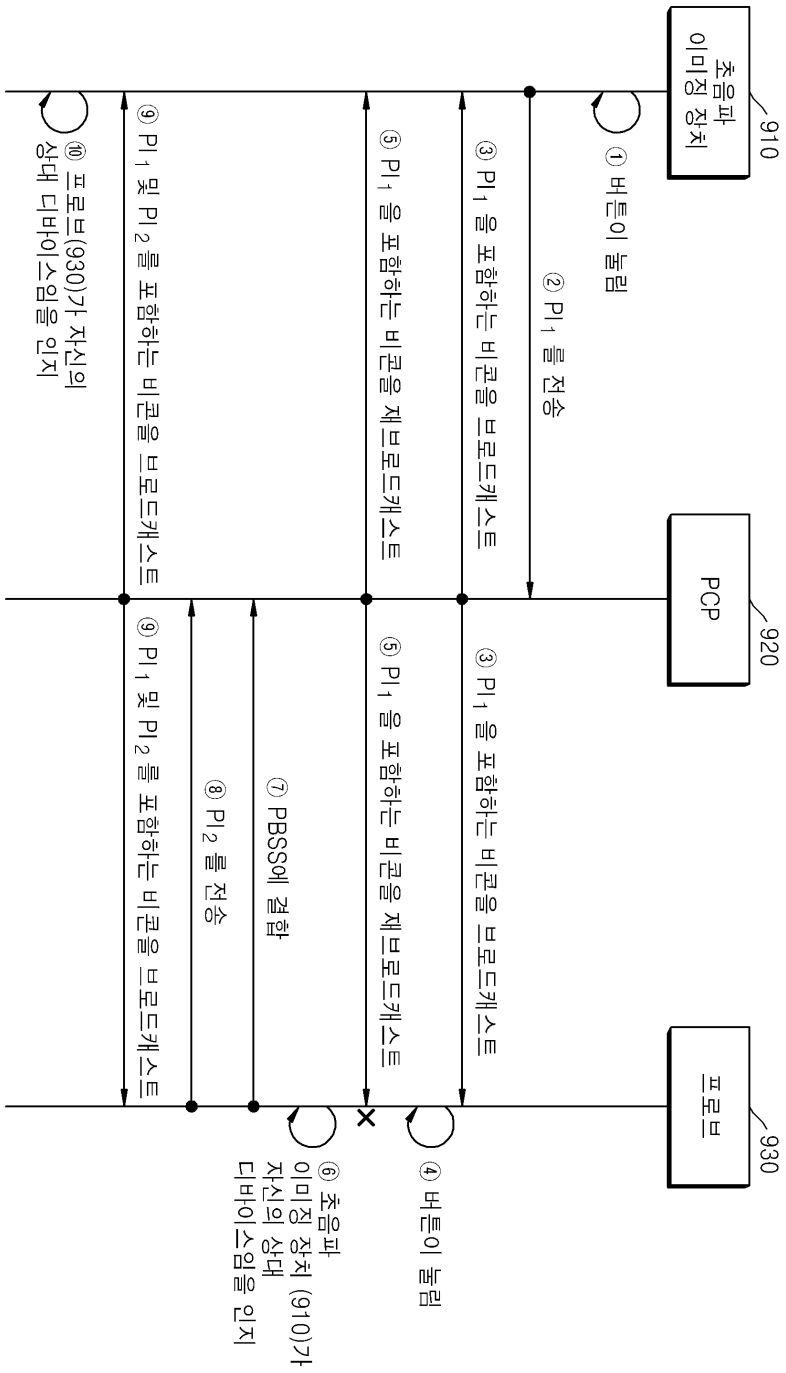 910
초음파
이미징 장치
920
PCP
930
프로브
① 버튼이 눌림
② PI₁ 를 전송
③ PI₁ 을 포함하는 비콘을 브로드캐스트
③ PI₁ 을 포함하는 비콘을 브로드캐스트
④ 버튼이 눌림
⑤ PI₁ 을 포함하는 비콘을 재브로드캐스트
⑤ PI₁ 을 포함하는 비콘을 재브로드캐스트
⑥ 초음파
이미징 장치 (910)가
자신의 상대
디바이스임을 인지
⑦ PBSS에 결합
⑧ PI₂ 를 전송
⑨ PI₁ 및 PI₂ 를 포함하는 비콘을 브로드캐스트
⑨ PI₁ 및 PI₂ 를 포함하는 비콘을 브로드캐스트
⑩ 프로브(930)가 자신의
상대 디바이스임을 인지